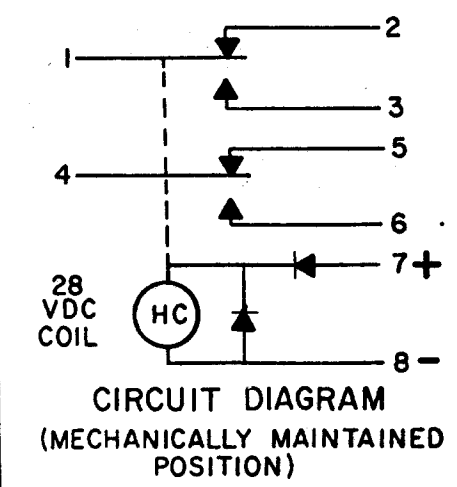 2
1
3
5
4
6
7 +
28
VDC
COIL
HC
8 -
CIRCUIT DIAGRAM
(MECHANICALLY MAINTAINED
POSITION)